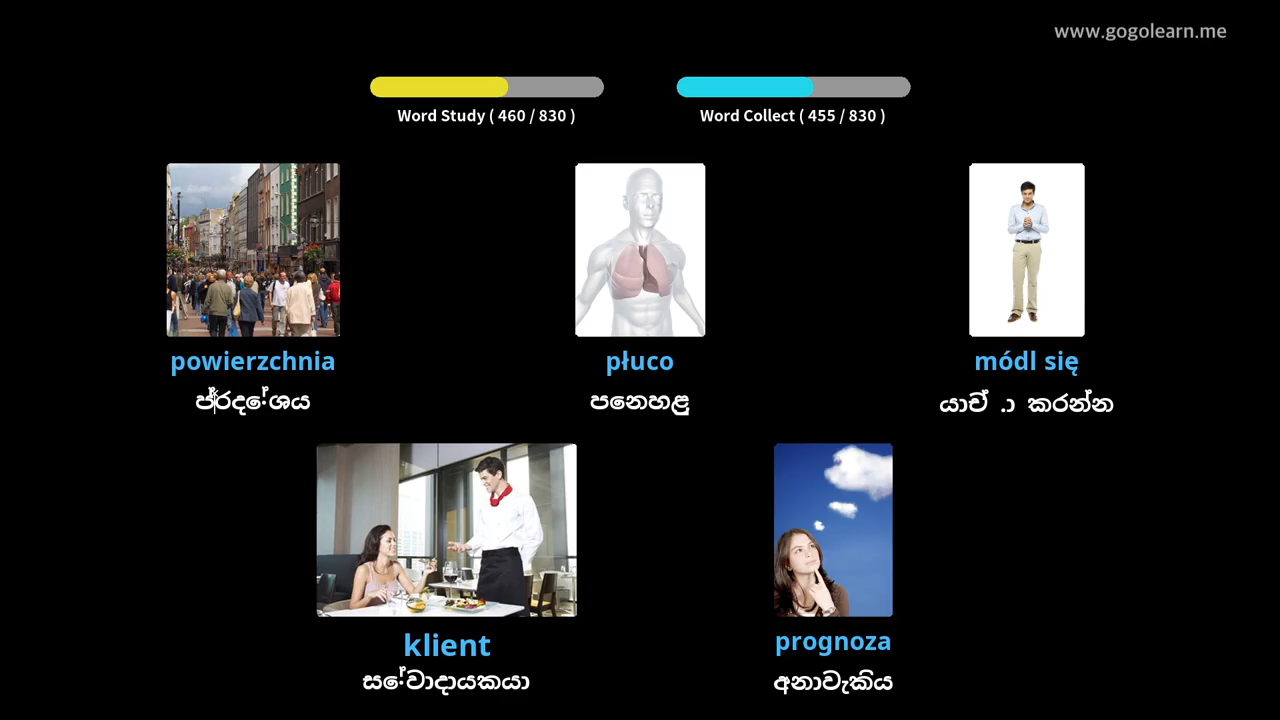 www.gogolearn.me
Word Study ( 460 / 830 )
Word Collect ( 455 / 830 )
powierzchnia
ප්‍රදේශය
płuco
පෙනහළ
módl się
යාච් ා කරන්න
klient
සේවාදායකයා
prognoza
අනාවැකිය